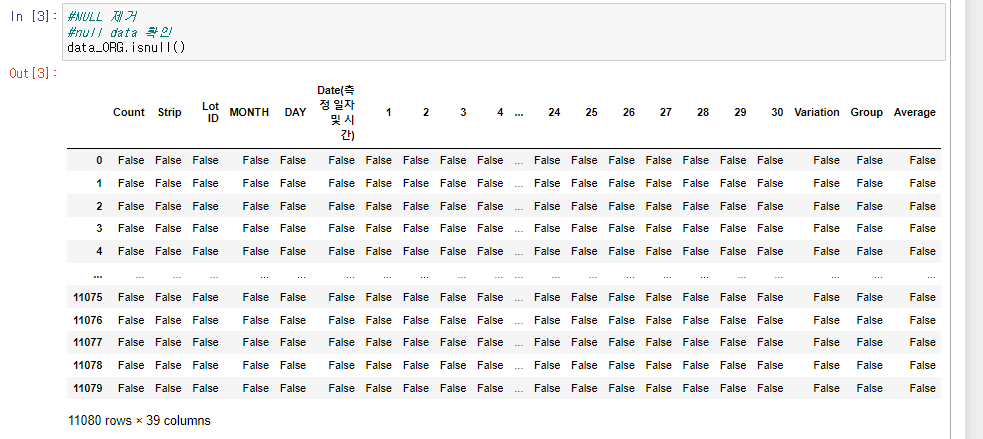 In [3]: #NULL 제거
#null data 확인
data_ORG.isnull()
Out[3]:
Count Strip Lot ID MONTH DAY Date(측정 일자 및 시간) 1 2 3 4 ... 24 25 26 27 28 29 30 Variation Group Average
0 False False False False False False False False False False ... False False False False False False False False False False
1 False False False False False False False False False False ... False False False False False False False False False False
2 False False False False False False False False False False ... False False False False False False False False False False
3 False False False False False False False False False False ... False False False False False False False False False False
4 False False False False False False False False False False ... False False False False False False False False False False
... ... ... ... ... ... ... ... ... ... ... ... ... ... ... ... ... ... ... ... ... ...
11075 False False False False False False False False False False ... False False False False False False False False False False
11076 False False False False False False False False False False ... False False False False False False False False False False
11077 False False False False False False False False False False ... False False False False False False False False False False
11078 False False False False False False False False False False ... False False False False False False False False False False
11079 False False False False False False False False False False ... False False False False False False False False False False
11080 rows × 39 columns